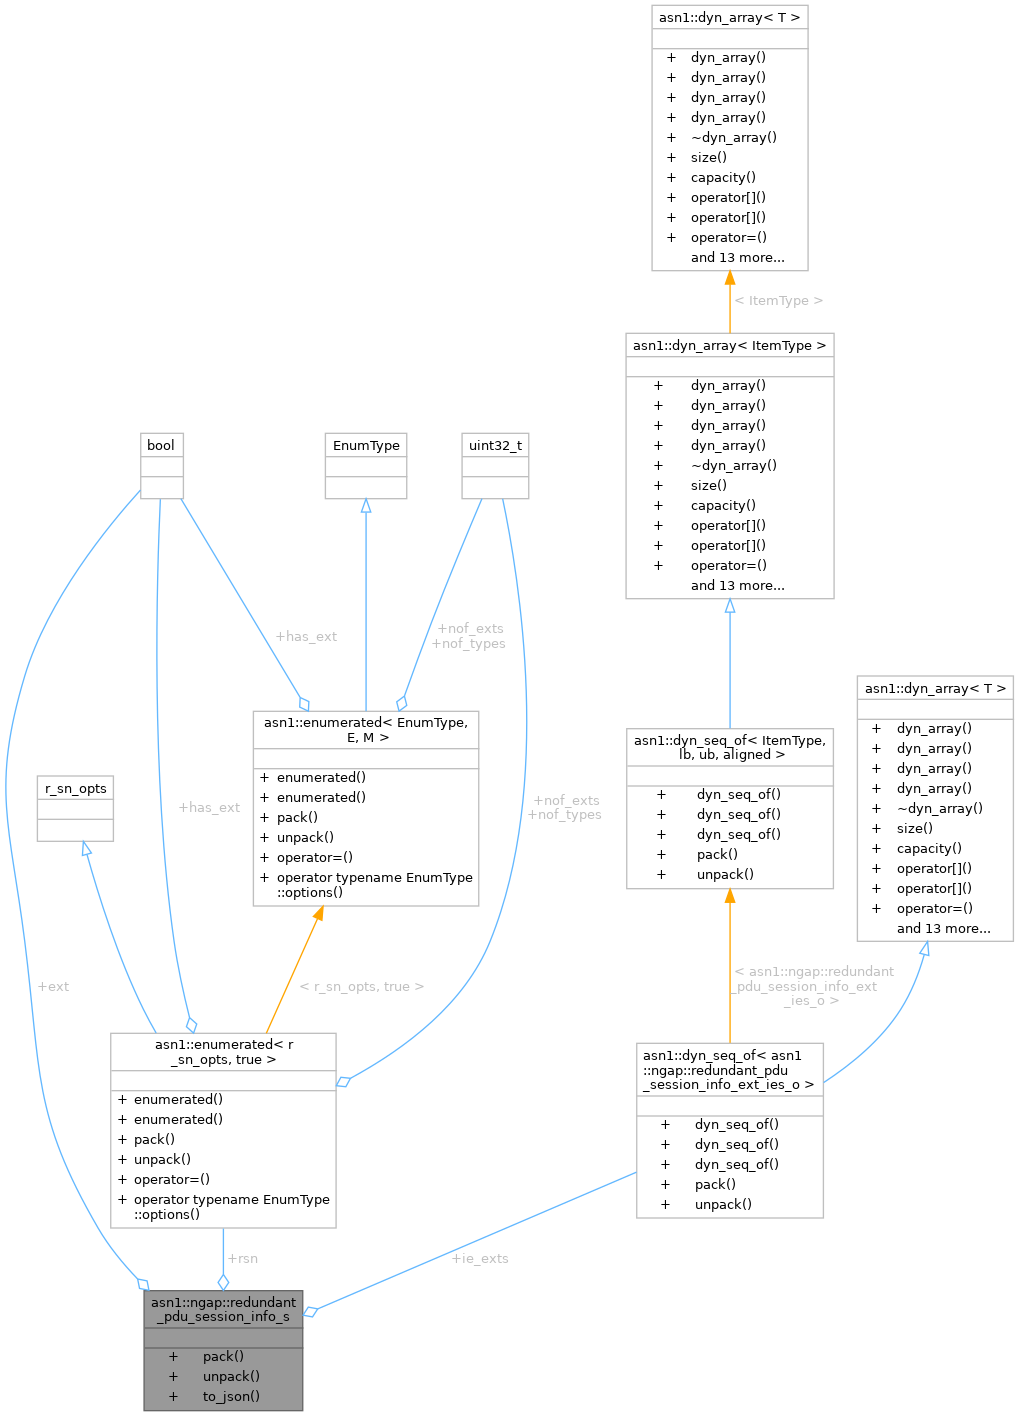 asn1::dyn_array< T >
+ dyn_array()
+ dyn_array()
+ dyn_array()
+ dyn_array()
+ ~dyn_array()
+ size()
+ capacity()
+ operator[]()
+ operator[]()
+ operator=()
and 13 more...
< ItemType >
asn1::dyn_array< ItemType >
+ dyn_array()
+ dyn_array()
+ dyn_array()
+ dyn_array()
+ ~dyn_array()
+ size()
+ capacity()
+ operator[]()
+ operator[]()
+ operator=()
and 13 more...
bool
EnumType
uint32_t
+has_ext
+nof_exts
+nof_types
asn1::enumerated< EnumType,
E, M >
+ enumerated()
+ enumerated()
+ pack()
+ unpack()
+ operator=()
+ operator typename EnumType
::options()
asn1::dyn_seq_of< ItemType,
lb, ub, aligned >
+ dyn_seq_of()
+ dyn_seq_of()
+ dyn_seq_of()
+ pack()
+ unpack()
asn1::dyn_array< T >
+ dyn_array()
+ dyn_array()
+ dyn_array()
+ dyn_array()
+ ~dyn_array()
+ size()
+ capacity()
+ operator[]()
+ operator[]()
+ operator=()
and 13 more...
r_sn_opts
+has_ext
+nof_exts
+nof_types
+ext
< r_sn_opts, true >
< asn1::ngap::redundant
_pdu_session_info_ext
_ies_o >
asn1::enumerated< r
_sn_opts, true >
+ enumerated()
+ enumerated()
+ pack()
+ unpack()
+ operator=()
+ operator typename EnumType
::options()
asn1::dyn_seq_of< asn1
::ngap::redundant_pdu
_session_info_ext_ies_o >
+ dyn_seq_of()
+ dyn_seq_of()
+ dyn_seq_of()
+ pack()
+ unpack()
+rsn
+ie_exts
asn1::ngap::redundant
_pdu_session_info_s
+ pack()
+ unpack()
+ to_json()